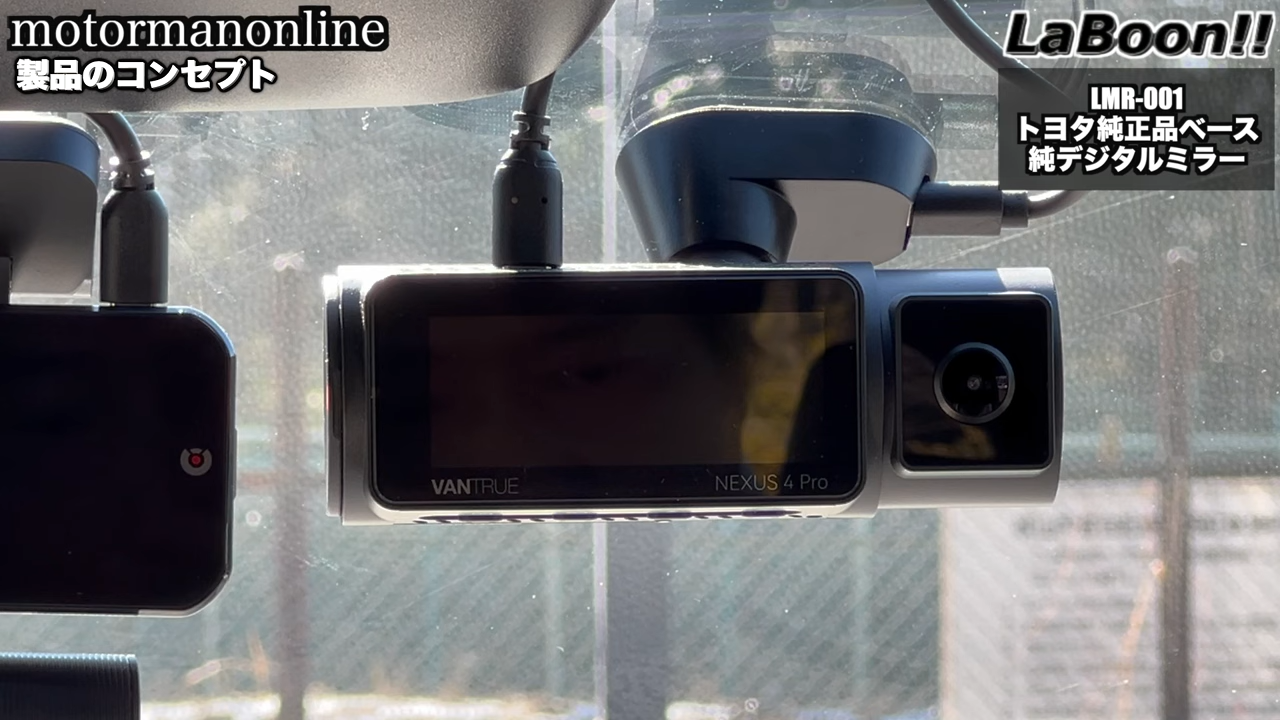 motormanonline
製品のコンセプト
LaBoon!!
LMR-001
トヨタ純正品ベース
純デジタルミラー
VANTRUE
NEXUS 4 Pro